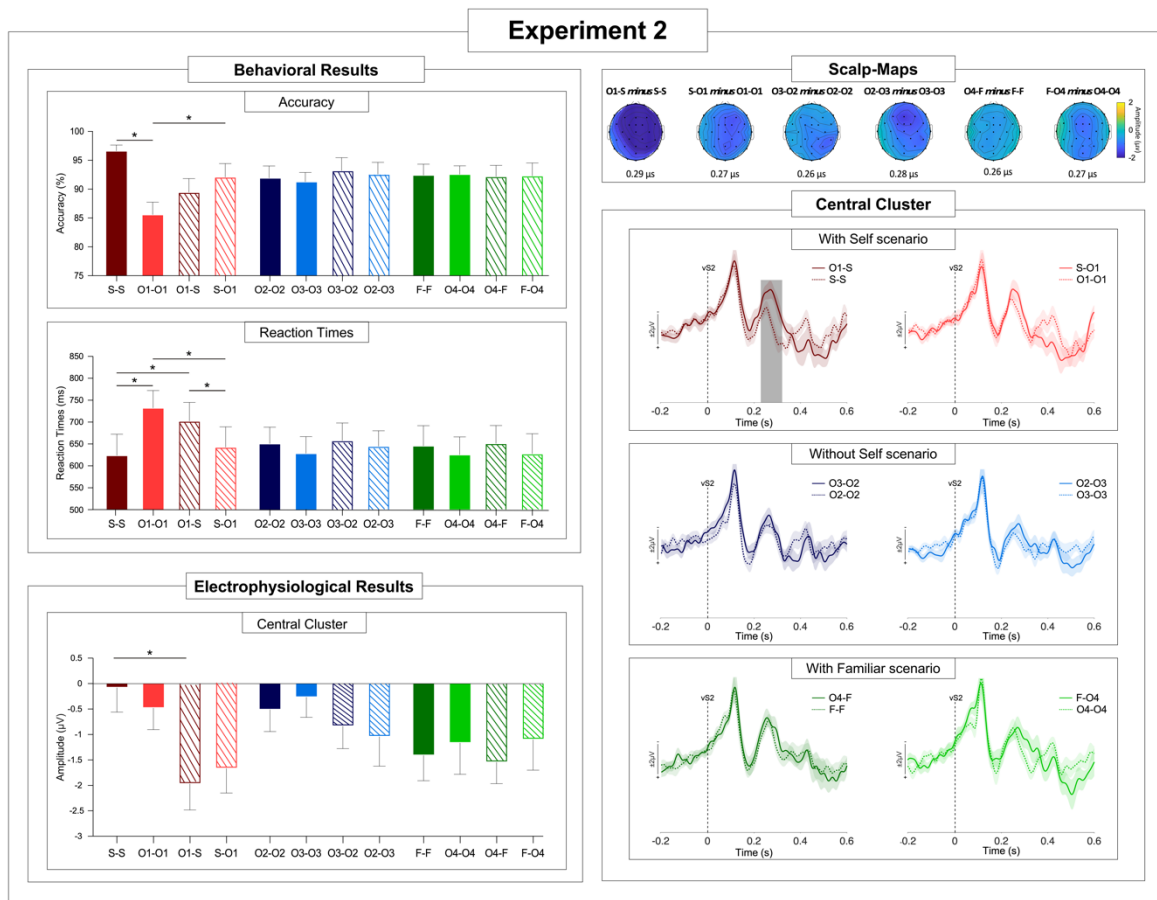 Experiment 2
Behavioral Results
Accuracy
Accuracy (%)
100
95
90
85
80
75
*
*
S-S O1-O1 O1-S S-O1 O2-O2 O3-O3 O3-O2 O2-O3 F-F O4-O4 O4-F F-O4
Reaction Times
Reaction Times (ms)
850
800
750
700
650
600
550
500
*
*
*
*
S-S O1-O1 O1-S S-O1 O2-O2 O3-O3 O3-O2 O2-O3 F-F O4-O4 O4-F F-O4
Electrophysiological Results
Central Cluster
Amplitude (µV)
0.5
0
-0.5
-1
-1.5
-2
-2.5
-3
*
S-S O1-O1 O1-S S-O1 O2-O2 O3-O3 O3-O2 O2-O3 F-F O4-O4 O4-F F-O4
Scalp-Maps
O1-S minus S-S S-O1 minus O1-O1 O3-O2 minus O2-O2 O2-O3 minus O3-O3 O4-F minus F-F F-O4 minus O4-O4
2
0
-2
Amplitude (µv)
0.29 µs 0.27 µs 0.26 µs 0.28 µs 0.26 µs 0.27 µs
Central Cluster
With Self scenario
vS2
O1-S
S-S
±2µV
-0.2 0 0.2 0.4 0.6
Time (s)
vS2
S-O1
O1-O1
±2µV
-0.2 0 0.2 0.4 0.6
Time (s)
Without Self scenario
vS2
O3-O2
O2-O2
±2µV
-0.2 0 0.2 0.4 0.6
Time (s)
vS2
O2-O3
O3-O3
±2µV
-0.2 0 0.2 0.4 0.6
Time (s)
With Familiar scenario
vS2
O4-F
F-F
±2µV
-0.2 0 0.2 0.4 0.6
Time (s)
vS2
F-O4
O4-O4
±2µV
-0.2 0 0.2 0.4 0.6
Time (s)